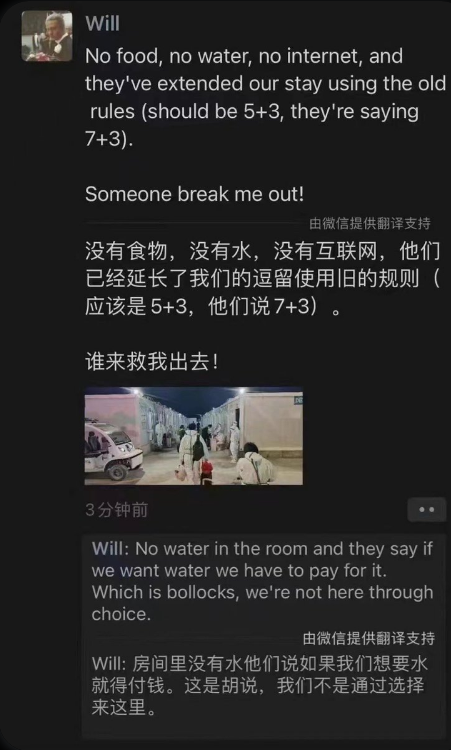 Will
No food, no water, no internet, and
they've extended our stay using the old
rules (should be 5+3, they're saying
7+3).
Someone break me out!
由微信提供翻译支持
没有食物，没有水，没有互联网，他们
已经延长了我们的逗留使用旧的规则（
应该是5+3，他们说7+3）。
谁来救我出去！
3分钟前
Will: No water in the room and they say if
we want water we have to pay for it.
Which is bollocks, we're not here through
choice.
由微信提供翻译支持
Will: 房间里没有水他们说如果我们想要水
就得付钱。这是胡说，我们不是通过选择
来这里。